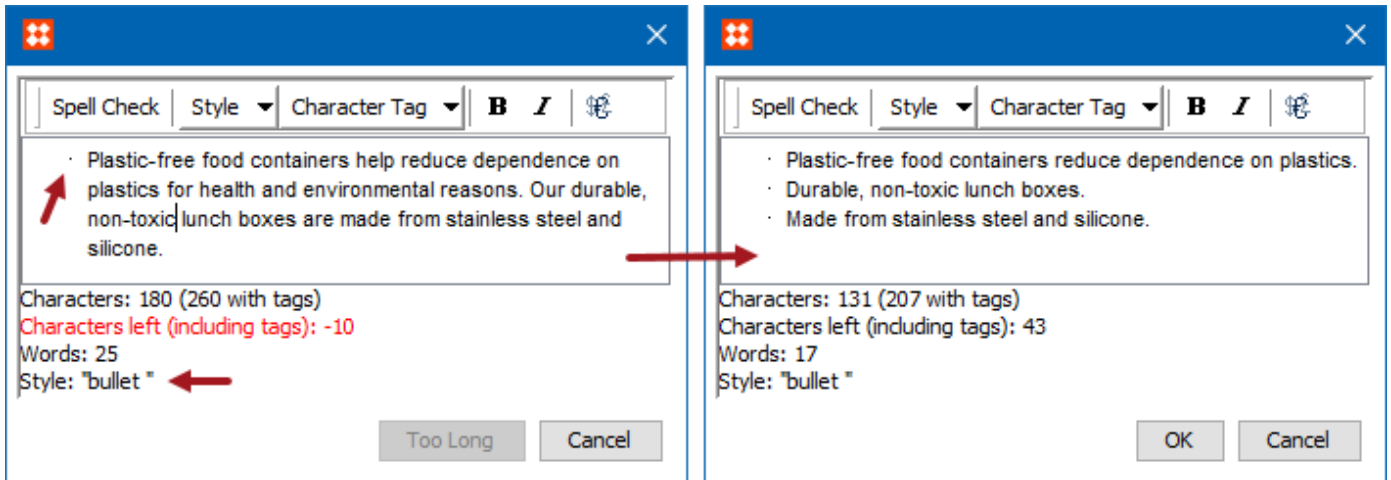 Spell Check Style Character Tag B I
· Plastic-free food containers help reduce dependence on
plastics for health and environmental reasons. Our durable,
non-toxic lunch boxes are made from stainless steel and
silicone.
Characters: 180 (260 with tags)
Characters left (including tags): -10
Words: 25
Style: "bullet "
Too Long Cancel
Spell Check Style Character Tag B I
· Plastic-free food containers reduce dependence on plastics.
· Durable, non-toxic lunch boxes.
· Made from stainless steel and silicone.
Characters: 131 (207 with tags)
Characters left (including tags): 43
Words: 17
Style: "bullet "
OK Cancel